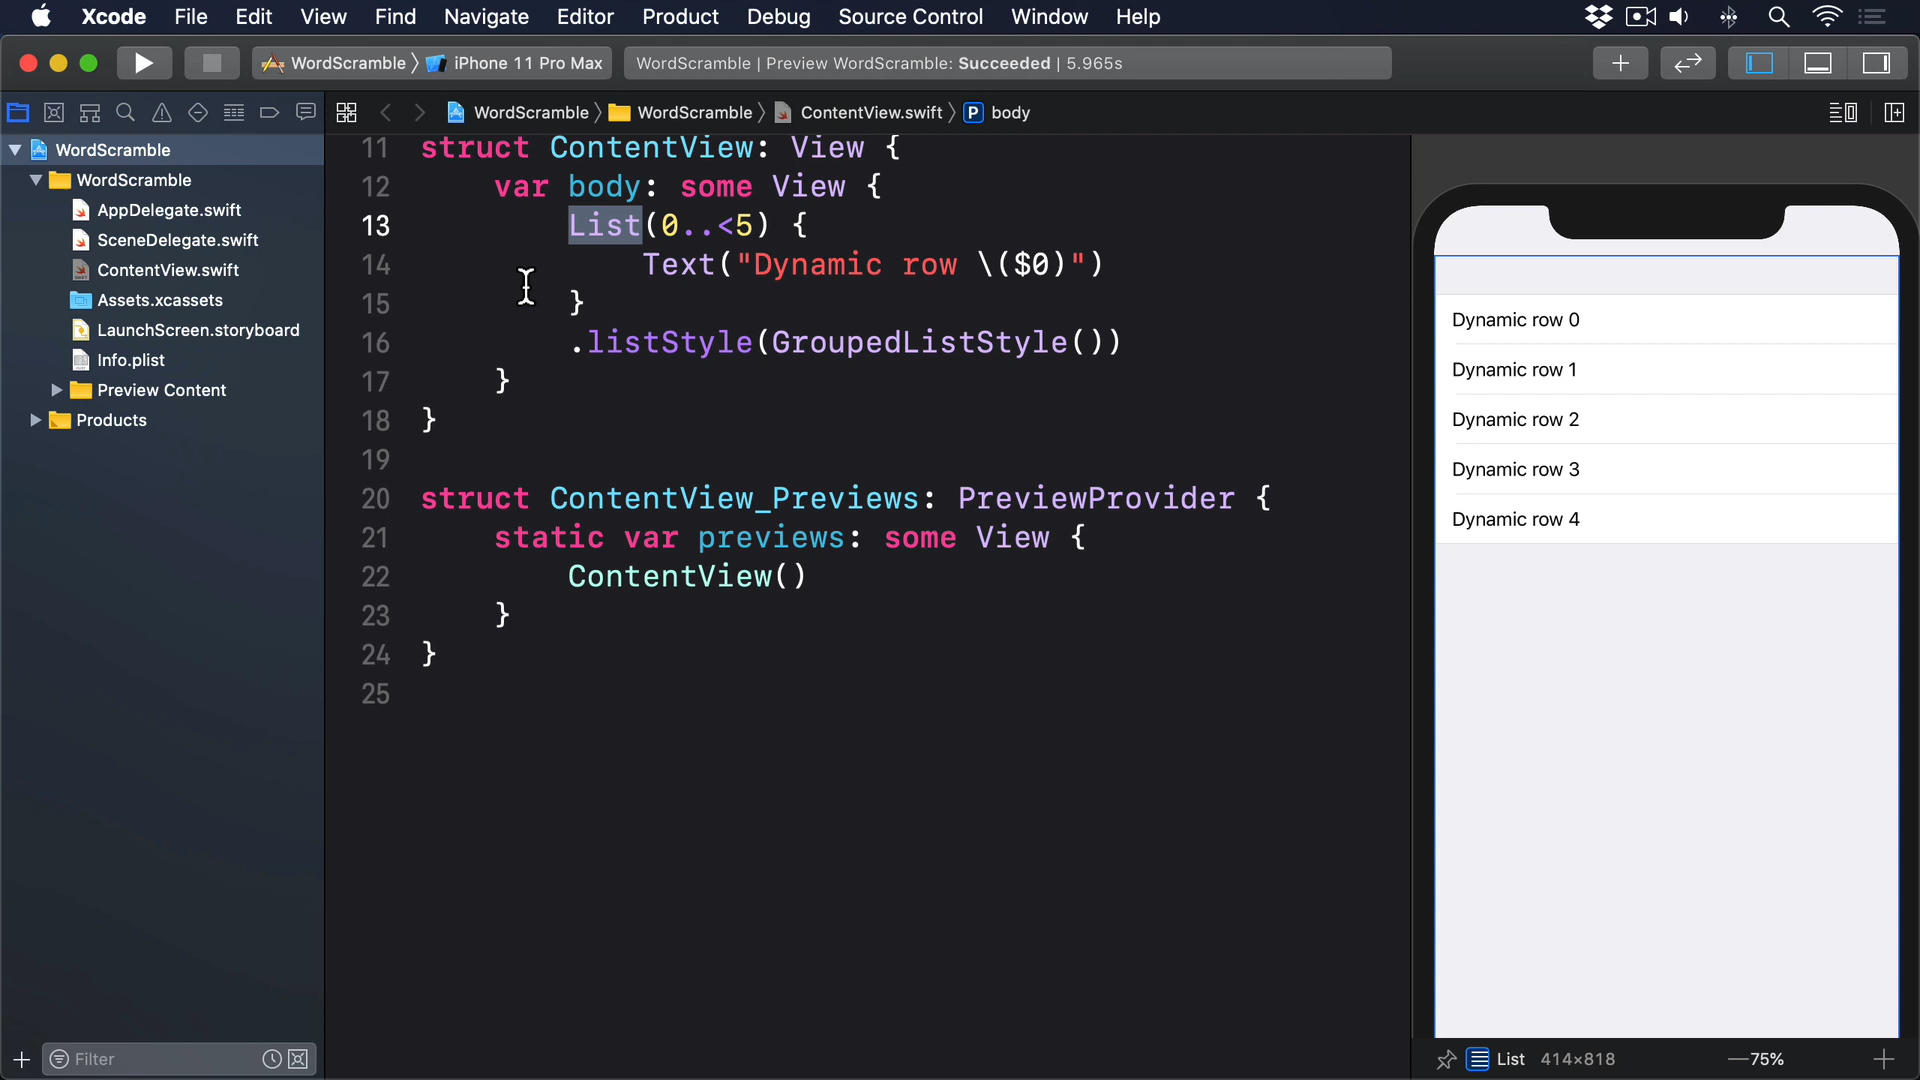 Xcode File Edit View Find Navigate Editor Product Debug Source Control Window Help
WordScramble iPhone 11 Pro Max WordScramble | Preview WordScramble: Succeeded | 5.965s
WordScramble WordScramble ContentView.swift P body
WordScramble
WordScramble
AppDelegate.swift
SceneDelegate.swift
ContentView.swift
Assets.xcassets
LaunchScreen.storyboard
Info.plist
Preview Content
Products
Filter
11 struct ContentView: View {
12 var body: some View {
13 List(0..<5) {
14 Text("Dynamic row \($0)")
15 }
16 .listStyle(GroupedListStyle())
17 }
18 }
19
20 struct ContentView_Previews: PreviewProvider {
21 static var previews: some View {
22 ContentView()
23 }
24 }
25
Dynamic row 0
Dynamic row 1
Dynamic row 2
Dynamic row 3
Dynamic row 4
List 414×818 —75% +